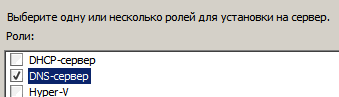 Выберите одну или несколько ролей для установки на сервер.
Роли:
DHCP-сервер
DNS-сервер
Hyper-V